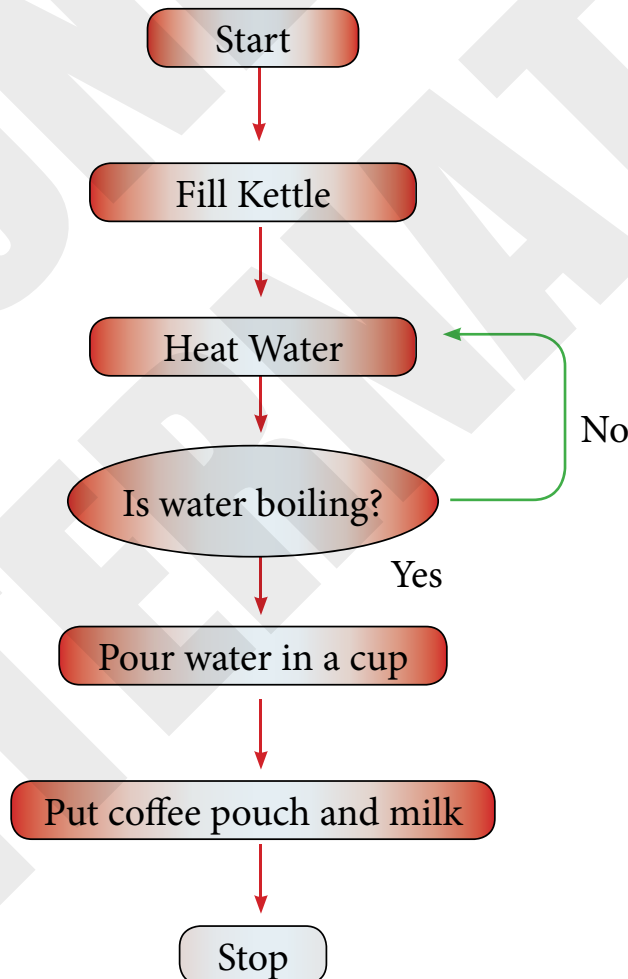 Start
Fill Kettle
Heat Water
No
Is water boiling?
Yes
Pour water in a cup
Put coffee pouch and milk
Stop